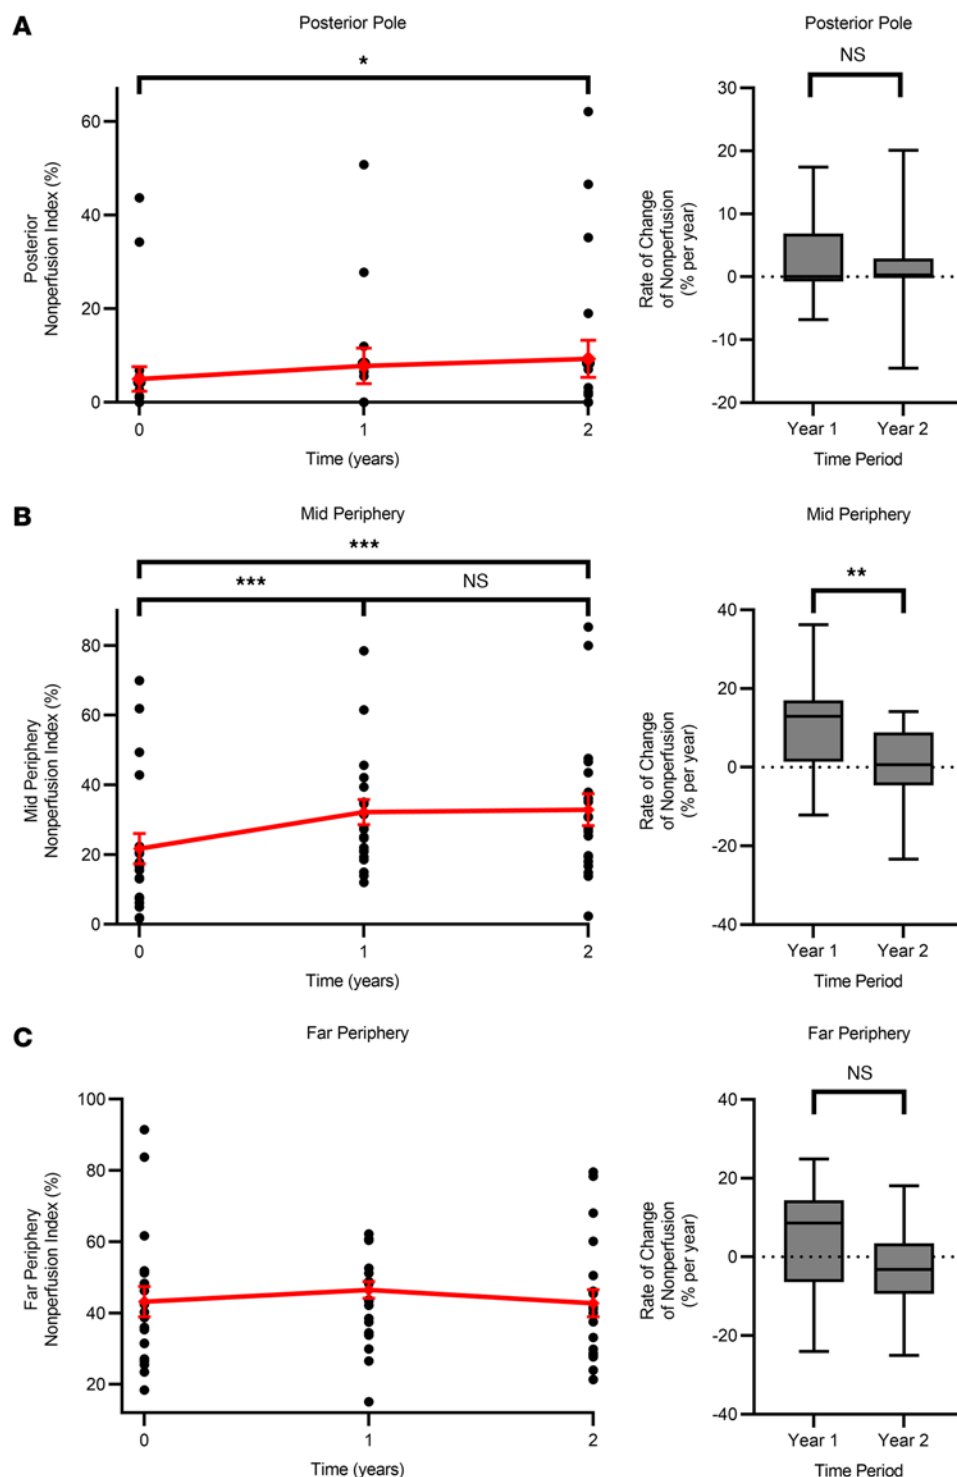 A
Posterior Pole
*
Posterior
Nonperfusion Index (%)
60
40
20
0
0
1
2
Time (years)
Posterior Pole
NS
Rate of Change
of Nonperfusion
(% per year)
30
20
10
0
-10
-20
Year 1
Year 2
Time Period
B
Mid Periphery
***
***
NS
Mid Periphery
Nonperfusion Index (%)
80
60
40
20
0
0
1
2
Time (years)
Mid Periphery
**
Rate of Change
of Nonperfusion
(% per year)
40
20
0
-20
-40
Year 1
Year 2
Time Period
C
Far Periphery
Far Periphery
Nonperfusion Index (%)
100
80
60
40
20
0
1
2
Time (years)
Far Periphery
NS
Rate of Change
of Nonperfusion
(% per year)
40
20
0
-20
-40
Year 1
Year 2
Time Period